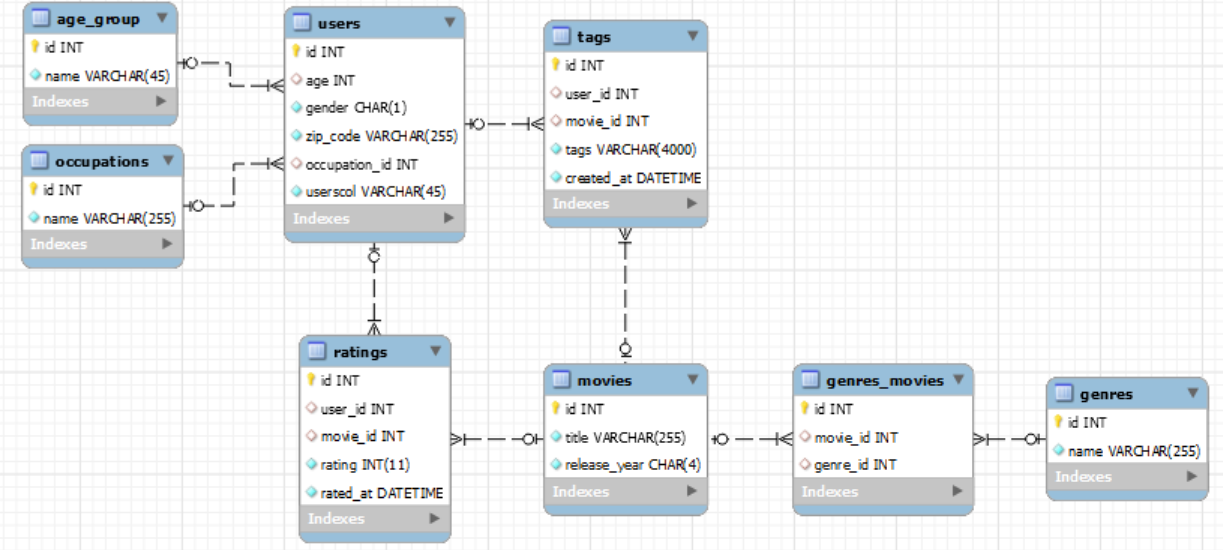 age_group
id INT
name VARCHAR(45)
Indexes
occupations
id INT
name VARCHAR(255)
Indexes
users
id INT
age INT
gender CHAR(1)
zip_code VARCHAR(255)
occupation_id INT
userscol VARCHAR(45)
Indexes
tags
id INT
user_id INT
movie_id INT
tags VARCHAR(4000)
created_at DATETIME
Indexes
ratings
id INT
user_id INT
movie_id INT
rating INT(11)
rated_at DATETIME
Indexes
movies
id INT
title VARCHAR(255)
release_year CHAR(4)
Indexes
genres_movies
id INT
movie_id INT
genre_id INT
Indexes
genres
id INT
name VARCHAR(255)
Indexes